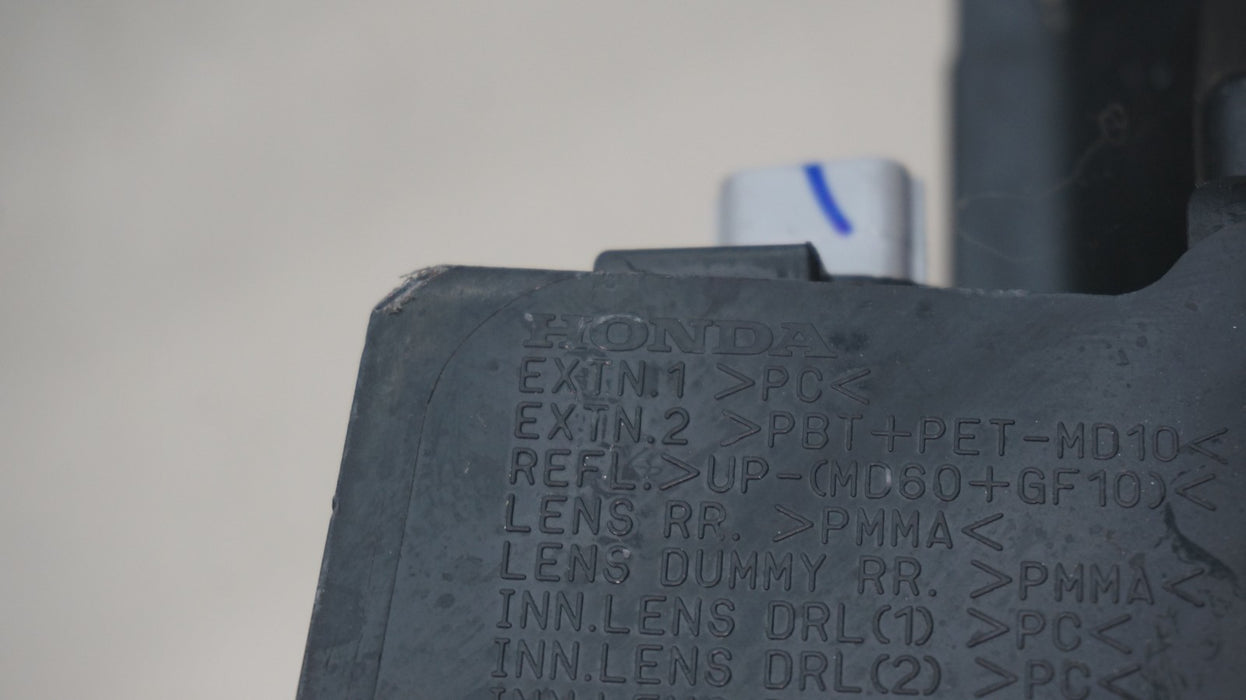 HONDA
EXTN.1 >PC<
EXTN.2 >PBT+PET-MD10<
REFL.>UP-(MD60+GF10)<
LENS RR. >PMMA<
LENS DUMMY RR. >PMMA<
INN.LENS DRL(1) >PC<
INN.LENS DRL(2) >PC<